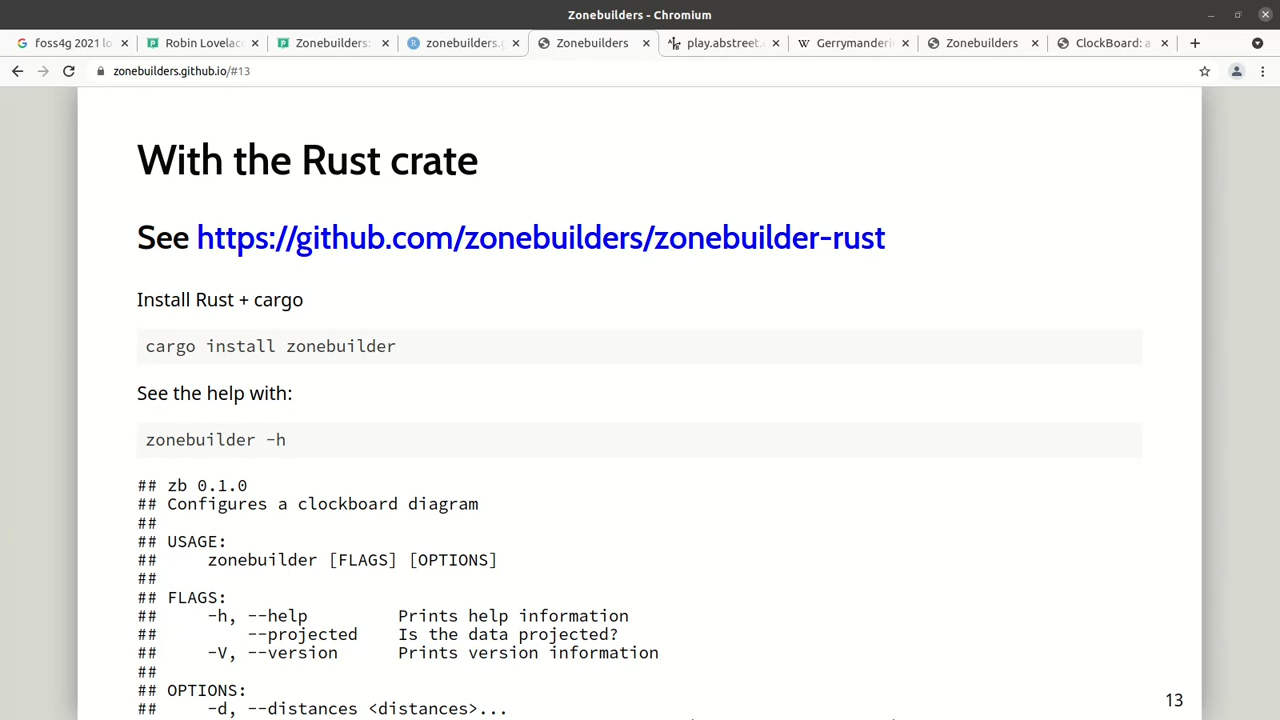 Zonebuilders - Chromium
foss4g 2021 lo
Robin Lovelace
Zonebuilders:
zonebuilders.g
Zonebuilders
play.abstreet.
Gerrymanderi
Zonebuilders
ClockBoard: a
zonebuilders.github.io/#13
With the Rust crate
See https://github.com/zonebuilders/zonebuilder-rust
Install Rust + cargo
cargo install zonebuilder
See the help with:
zonebuilder -h
## zb 0.1.0
## Configures a clockboard diagram
##
## USAGE:
##     zonebuilder [FLAGS] [OPTIONS]
##
## FLAGS:
##     -h, --help         Prints help information
##         --projected    Is the data projected?
##     -V, --version      Prints version information
##
## OPTIONS:
##     -d, --distances <distances>...
13